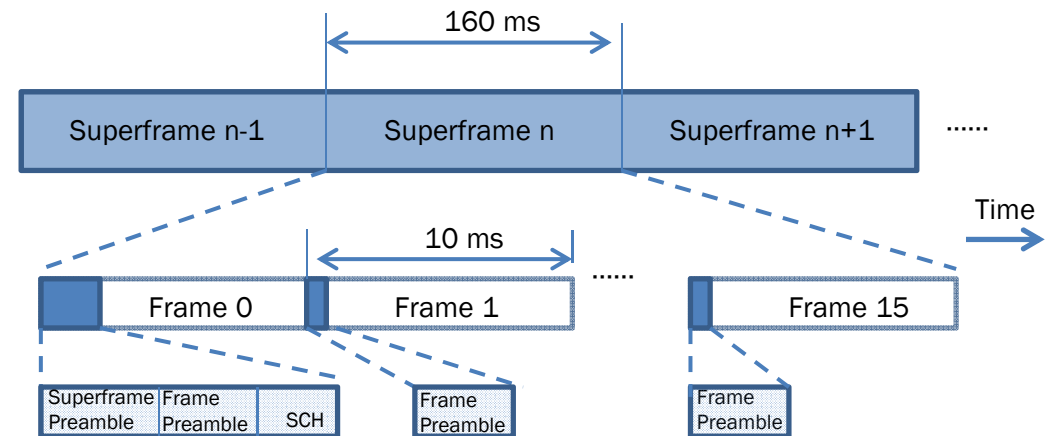 160 ms
Superframe n-1
Superframe n
Superframe n+1
......
Time
10 ms
......
Frame 0
Frame 1
Frame 15
Superframe
Preamble
Frame
Preamble
SCH
Frame
Preamble
Frame
Preamble